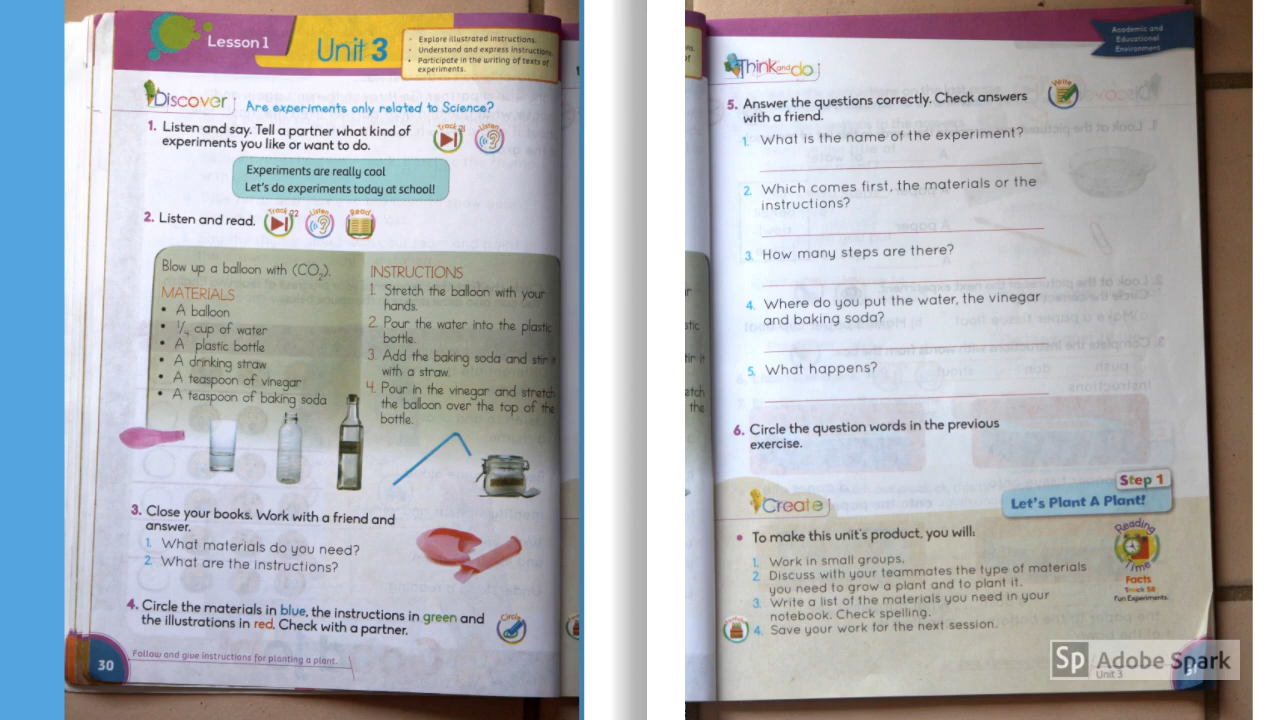 Lesson 1
Unit 3
• Explore illustrated instructions.
• Understand and express instructions.
• Participate in the writing of texts of
experiments.
Discover
Are experiments only related to Science?
1. Listen and say. Tell a partner what kind of
experiments you like or want to do.
Track 01
Listen
Experiments are really cool
Let's do experiments today at school!
2. Listen and read.
Track 02
Listen
Read
Blow up a balloon with (CO2).
MATERIALS
• A balloon
• 1/4 cup of water
• A plastic bottle
• A drinking straw
• A teaspoon of vinegar
• A teaspoon of baking soda
INSTRUCTIONS
1. Stretch the balloon with your
hands.
2. Pour the water into the plastic
bottle.
3. Add the baking soda and stir it
with a straw.
4. Pour in the vinegar and stretch
the balloon over the top of the
bottle.
3. Close your books. Work with a friend and
answer.
1. What materials do you need?
2. What are the instructions?
4. Circle the materials in blue, the instructions in green and
the illustrations in red. Check with a partner.
Circle
30
Follow and give instructions for planting a plant.
Academic and
Educational
Environment
Think and do
5. Answer the questions correctly. Check answers
with a friend.
Write
1. What is the name of the experiment?
2. Which comes first, the materials or the
instructions?
3. How many steps are there?
4. Where do you put the water, the vinegar
and baking soda?
5. What happens?
6. Circle the question words in the previous
exercise.
Step 1
Let's Plant A Plant!
Create
• To make this unit's product, you will:
1. Work in small groups.
2. Discuss with your teammates the type of materials
you need to grow a plant and to plant it.
3. Write a list of the materials you need in your
notebook. Check spelling.
4. Save your work for the next session.
Reading
Time
Facts
Track 58
Fun Experiments.
Sp Adobe Spark
Unit 3
31